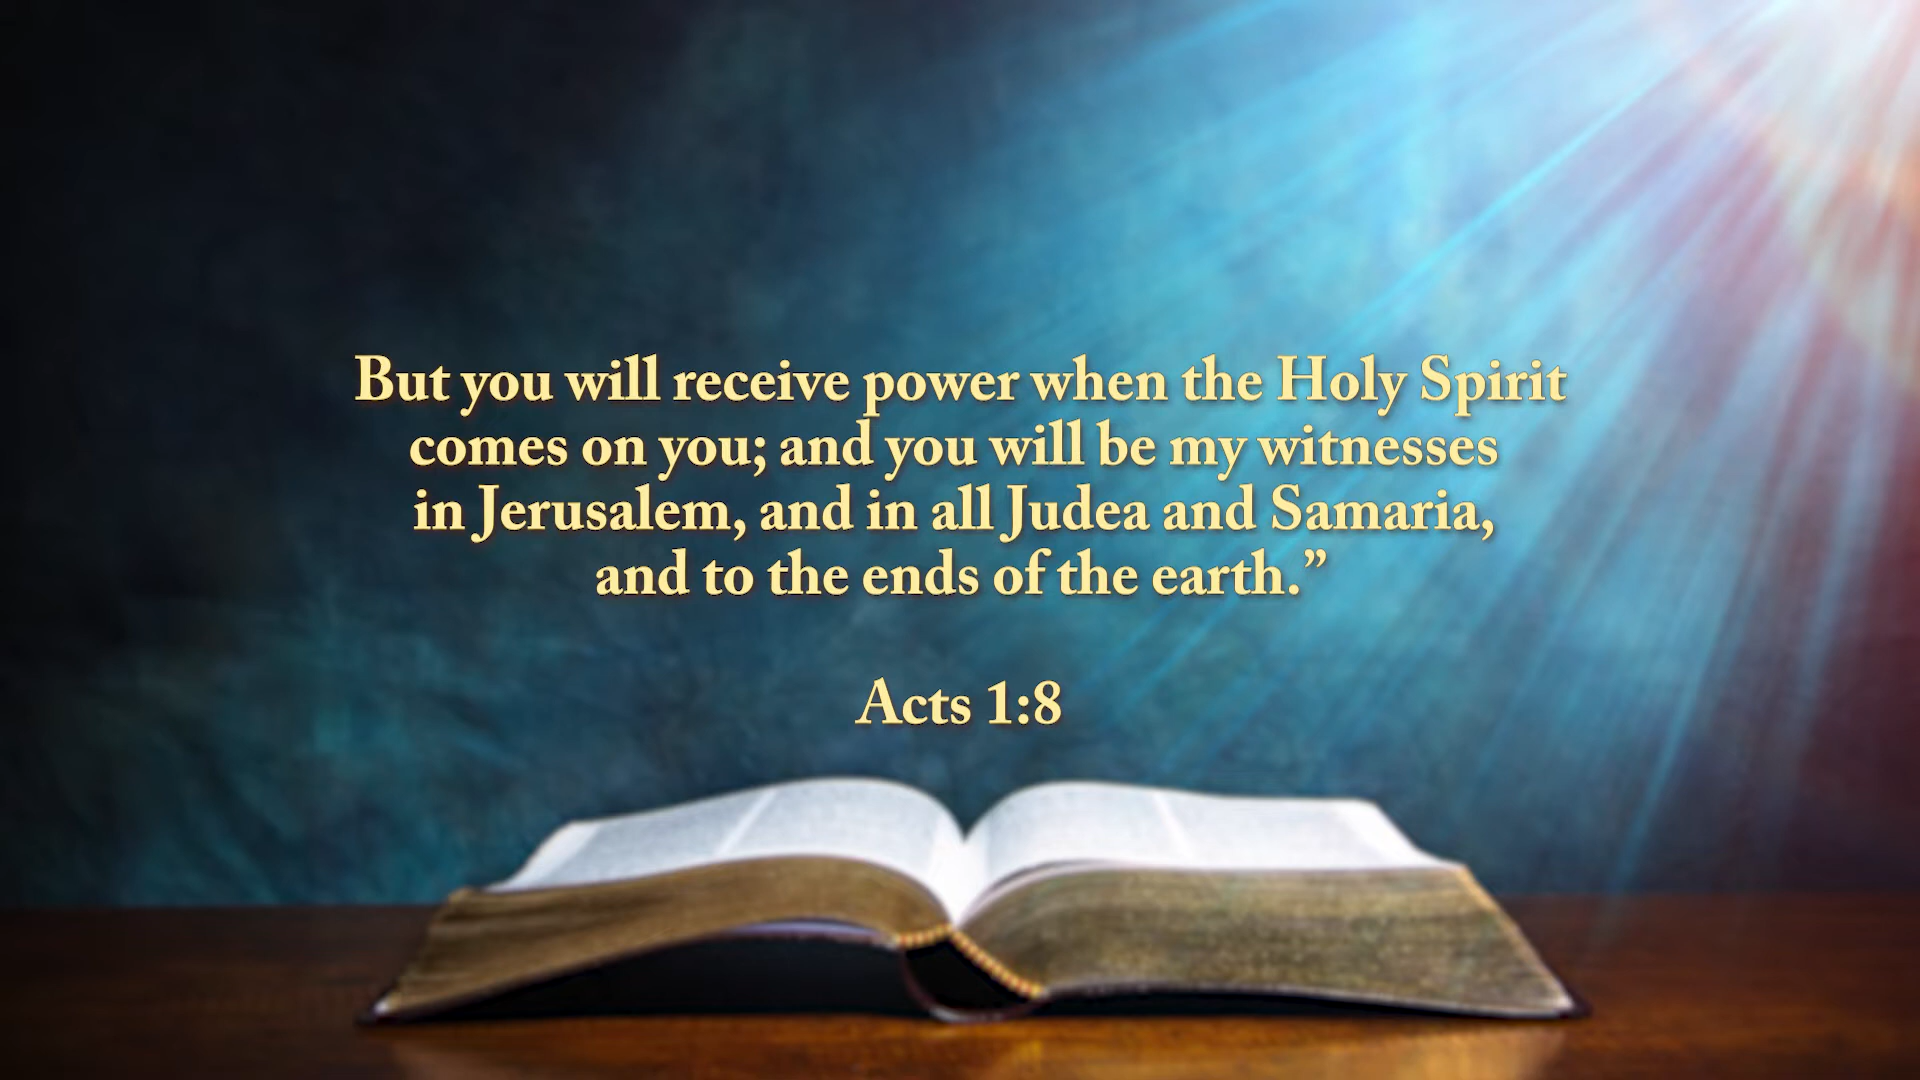 But you will receive power when the Holy Spirit
comes on you; and you will be my witnesses
in Jerusalem, and in all Judea and Samaria,
and to the ends of the earth.”
Acts 1:8